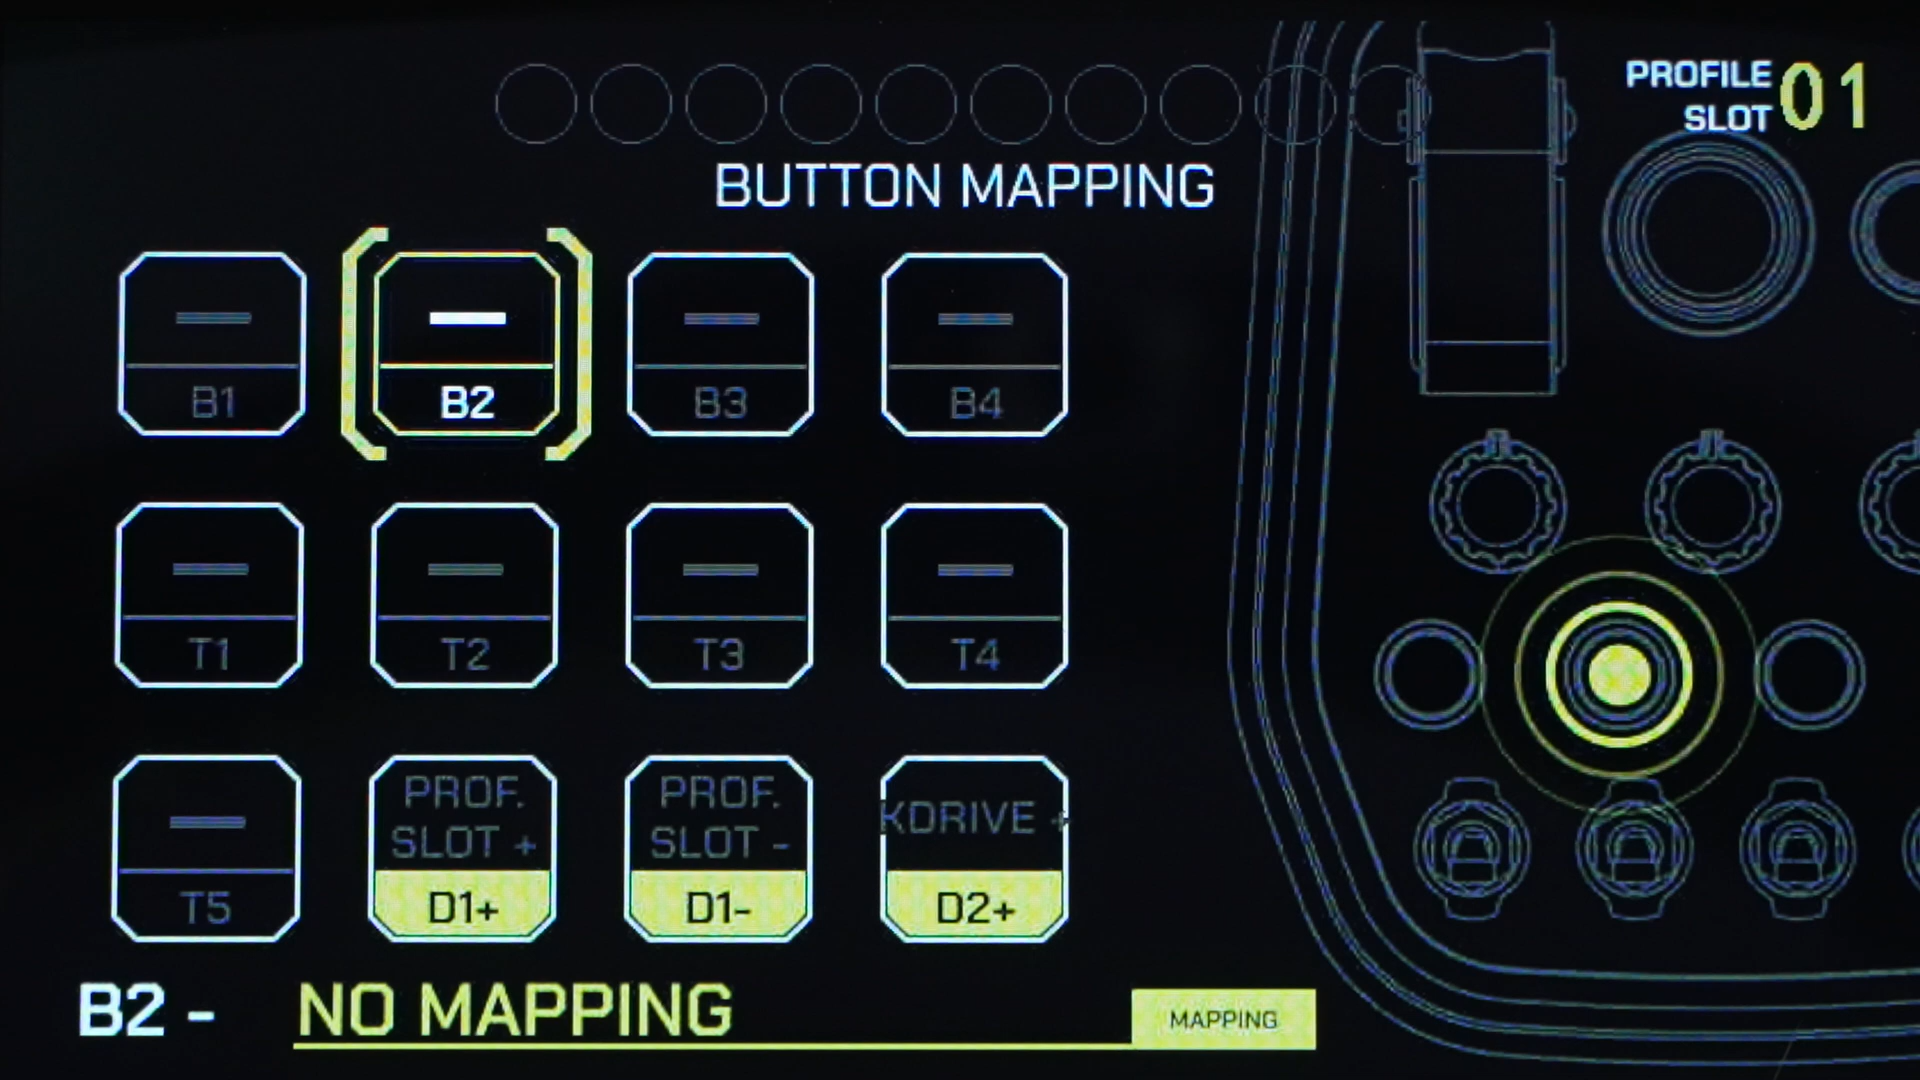 PROFILE
SLOT 01
BUTTON MAPPING
B1
B2
B3
B4
T1
T2
T3
T4
T5
PROF.
SLOT +
D1+
PROF.
SLOT -
D1-
KDRIVE +
D2+
B2 - NO MAPPING
MAPPING